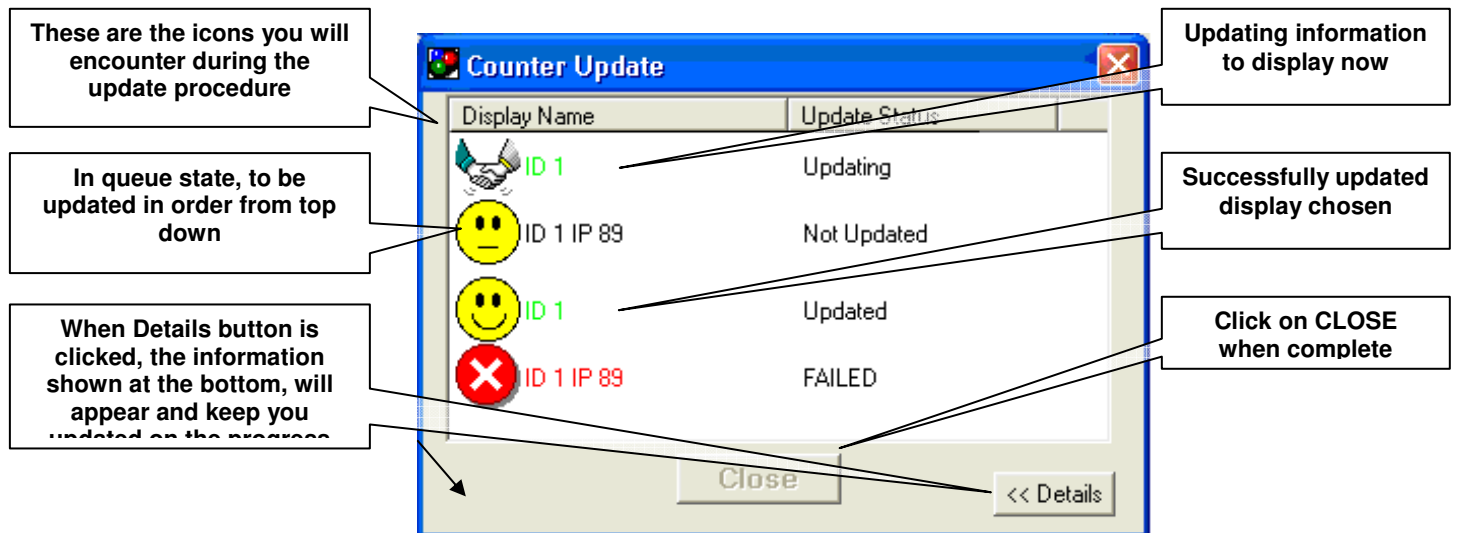 These are the icons you will
encounter during the
update procedure
In queue state, to be
updated in order from top
down
When Details button is
clicked, the information
shown at the bottom, will
appear and keep you
updated on the progress
Counter Update
Display Name Update Status
ID 1 Updating
ID 1 IP 89 Not Updated
ID 1 Updated
ID 1 IP 89 FAILED
Close
<< Details
Updating information
to display now
Successfully updated
display chosen
Click on CLOSE
when complete